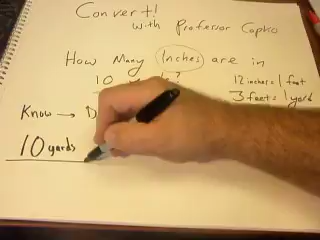 Convert!
with Professor Copko
How Many Inches are in
10
12 inches = 1 foot
3 feet = 1 yard
Know → D
10 yards